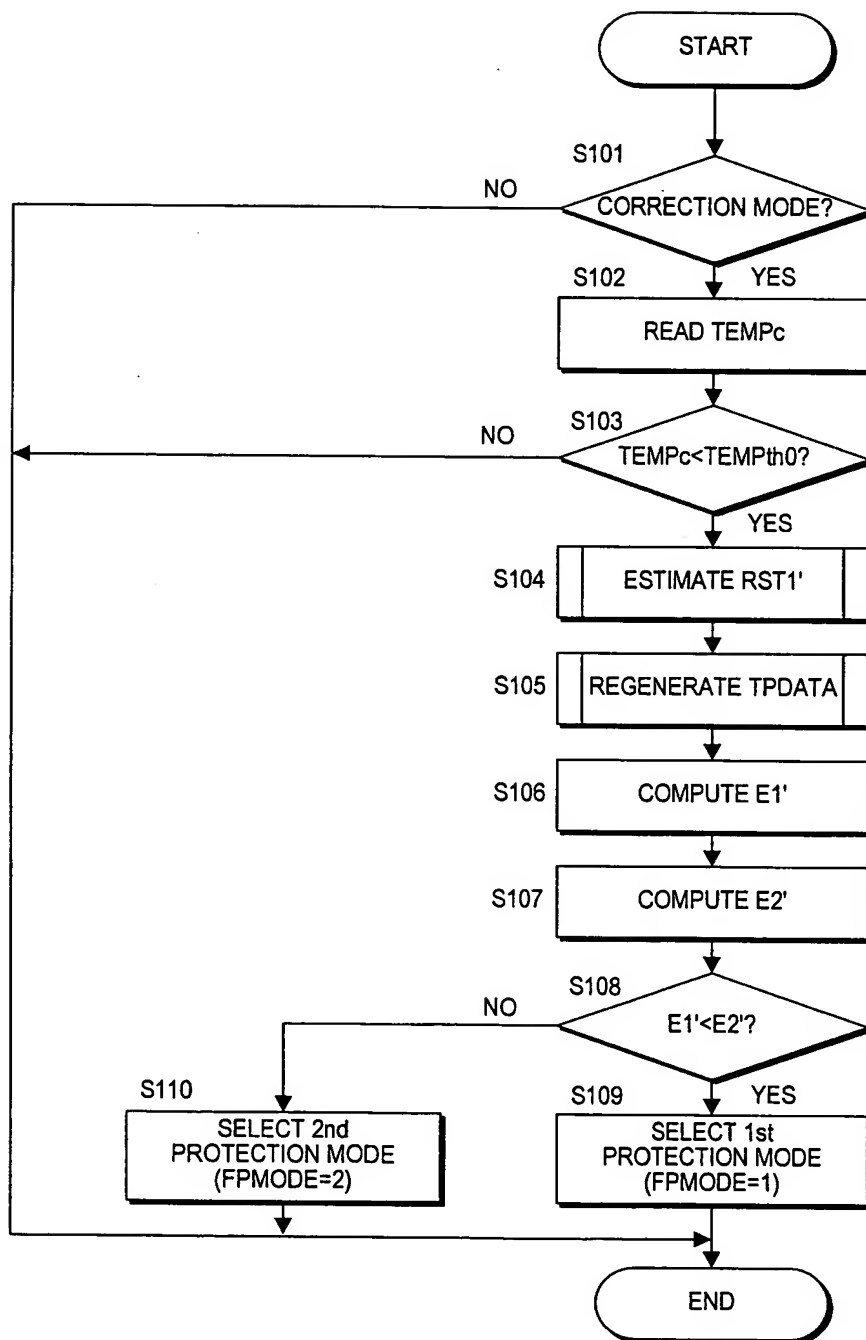 START
S101
NO
CORRECTION MODE?
S102
YES
READ TEMPc
S103
NO
TEMPc<TEMPth0?
YES
S104
ESTIMATE RST1'
S105
REGENERATE TPDATA
S106
COMPUTE E1'
S107
COMPUTE E2'
S108
NO
E1'<E2'?
S110
S109
YES
SELECT 2nd
PROTECTION MODE
(FPMODE=2)
SELECT 1st
PROTECTION MODE
(FPMODE=1)
END